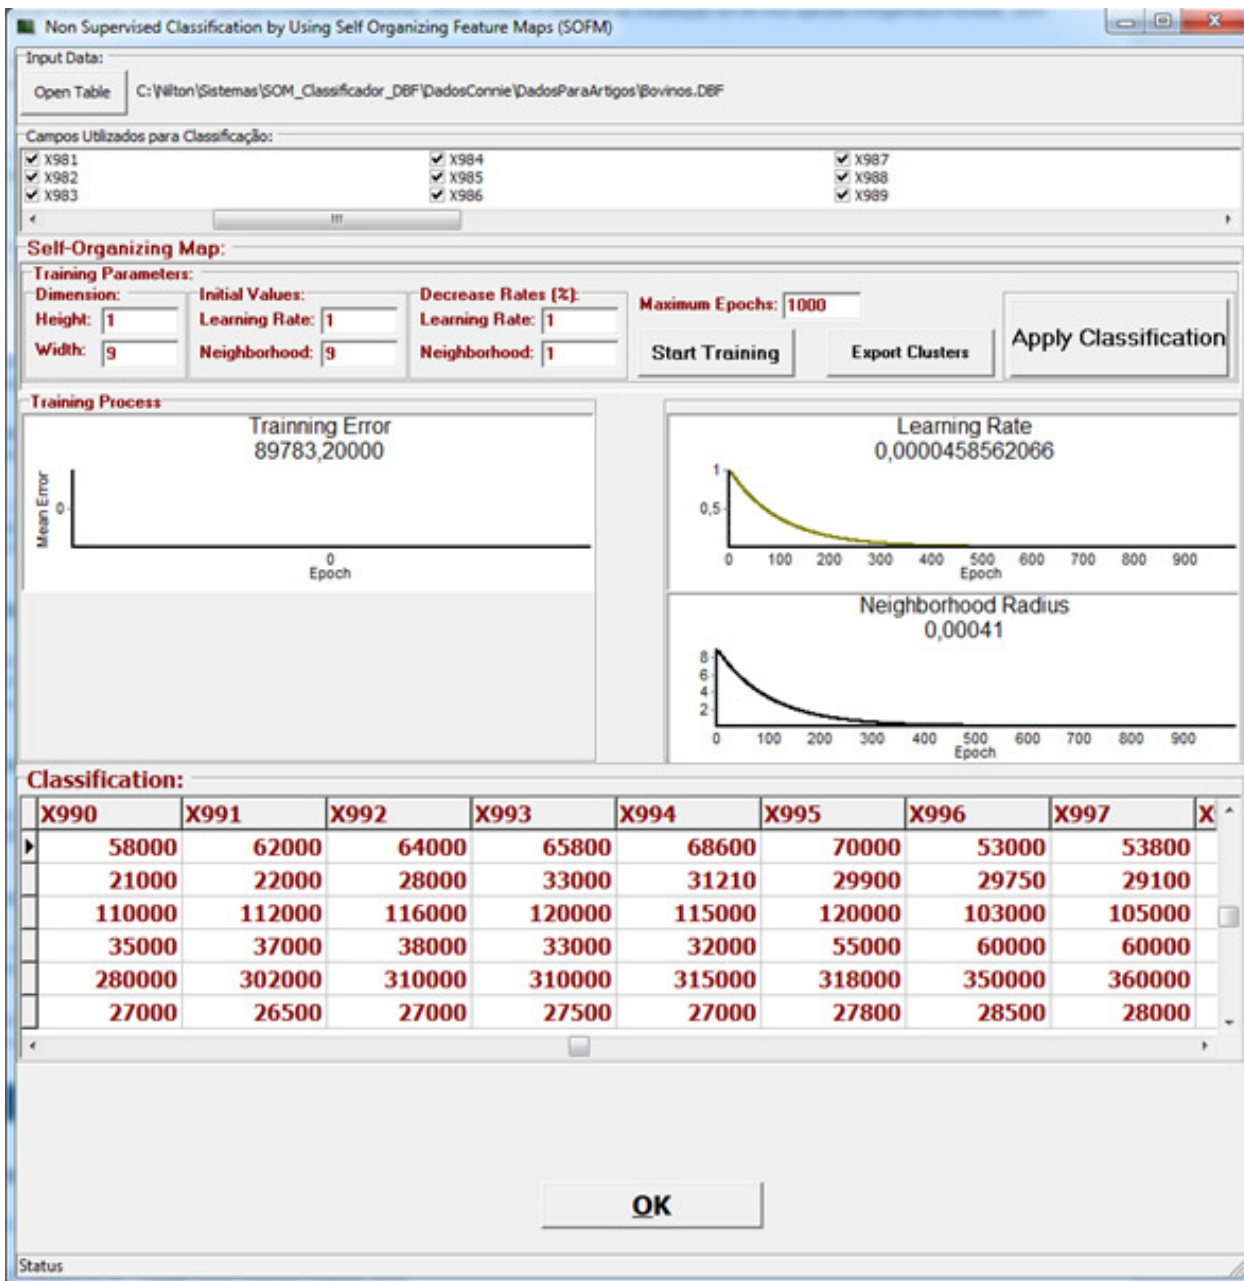 Non Supervised Classification by Using Self Organizing Feature Maps (SOFM)
Input Data:
Open Table C:\Nilton\Sistemas\SOM_Classificador_DBF\DadosConnie\DadosParaArtigos\Bovinos.DBF
Campos Utilizados para Classificação:
X981 X984 X987
X982 X985 X988
X983 X986 X989
Self-Organizing Map:
Training Parameters:
Dimension: Initial Values: Decrease Rates (%):
Height: 1 Learning Rate: 1 Learning Rate: 1 Maximum Epochs: 1000
Width: 9 Neighborhood: 9 Neighborhood: 1 Start Training Export Clusters Apply Classification
Training Process
Trainning Error
89783,20000
Mean Error
0
0
Epoch
Learning Rate
0,0000458562066
1
0,5
0 100 200 300 400 500 600 700 800 900
Epoch
Neighborhood Radius
0,00041
8
6
4
2
0 100 200 300 400 500 600 700 800 900
Epoch
Classification:
X990 X991 X992 X993 X994 X995 X996 X997 X
58000 62000 64000 65800 68600 70000 53000 53800
21000 22000 28000 33000 31210 29900 29750 29100
110000 112000 116000 120000 115000 120000 103000 105000
35000 37000 38000 33000 32000 55000 60000 60000
280000 302000 310000 310000 315000 318000 350000 360000
27000 26500 27000 27500 27000 27800 28500 28000
OK
Status